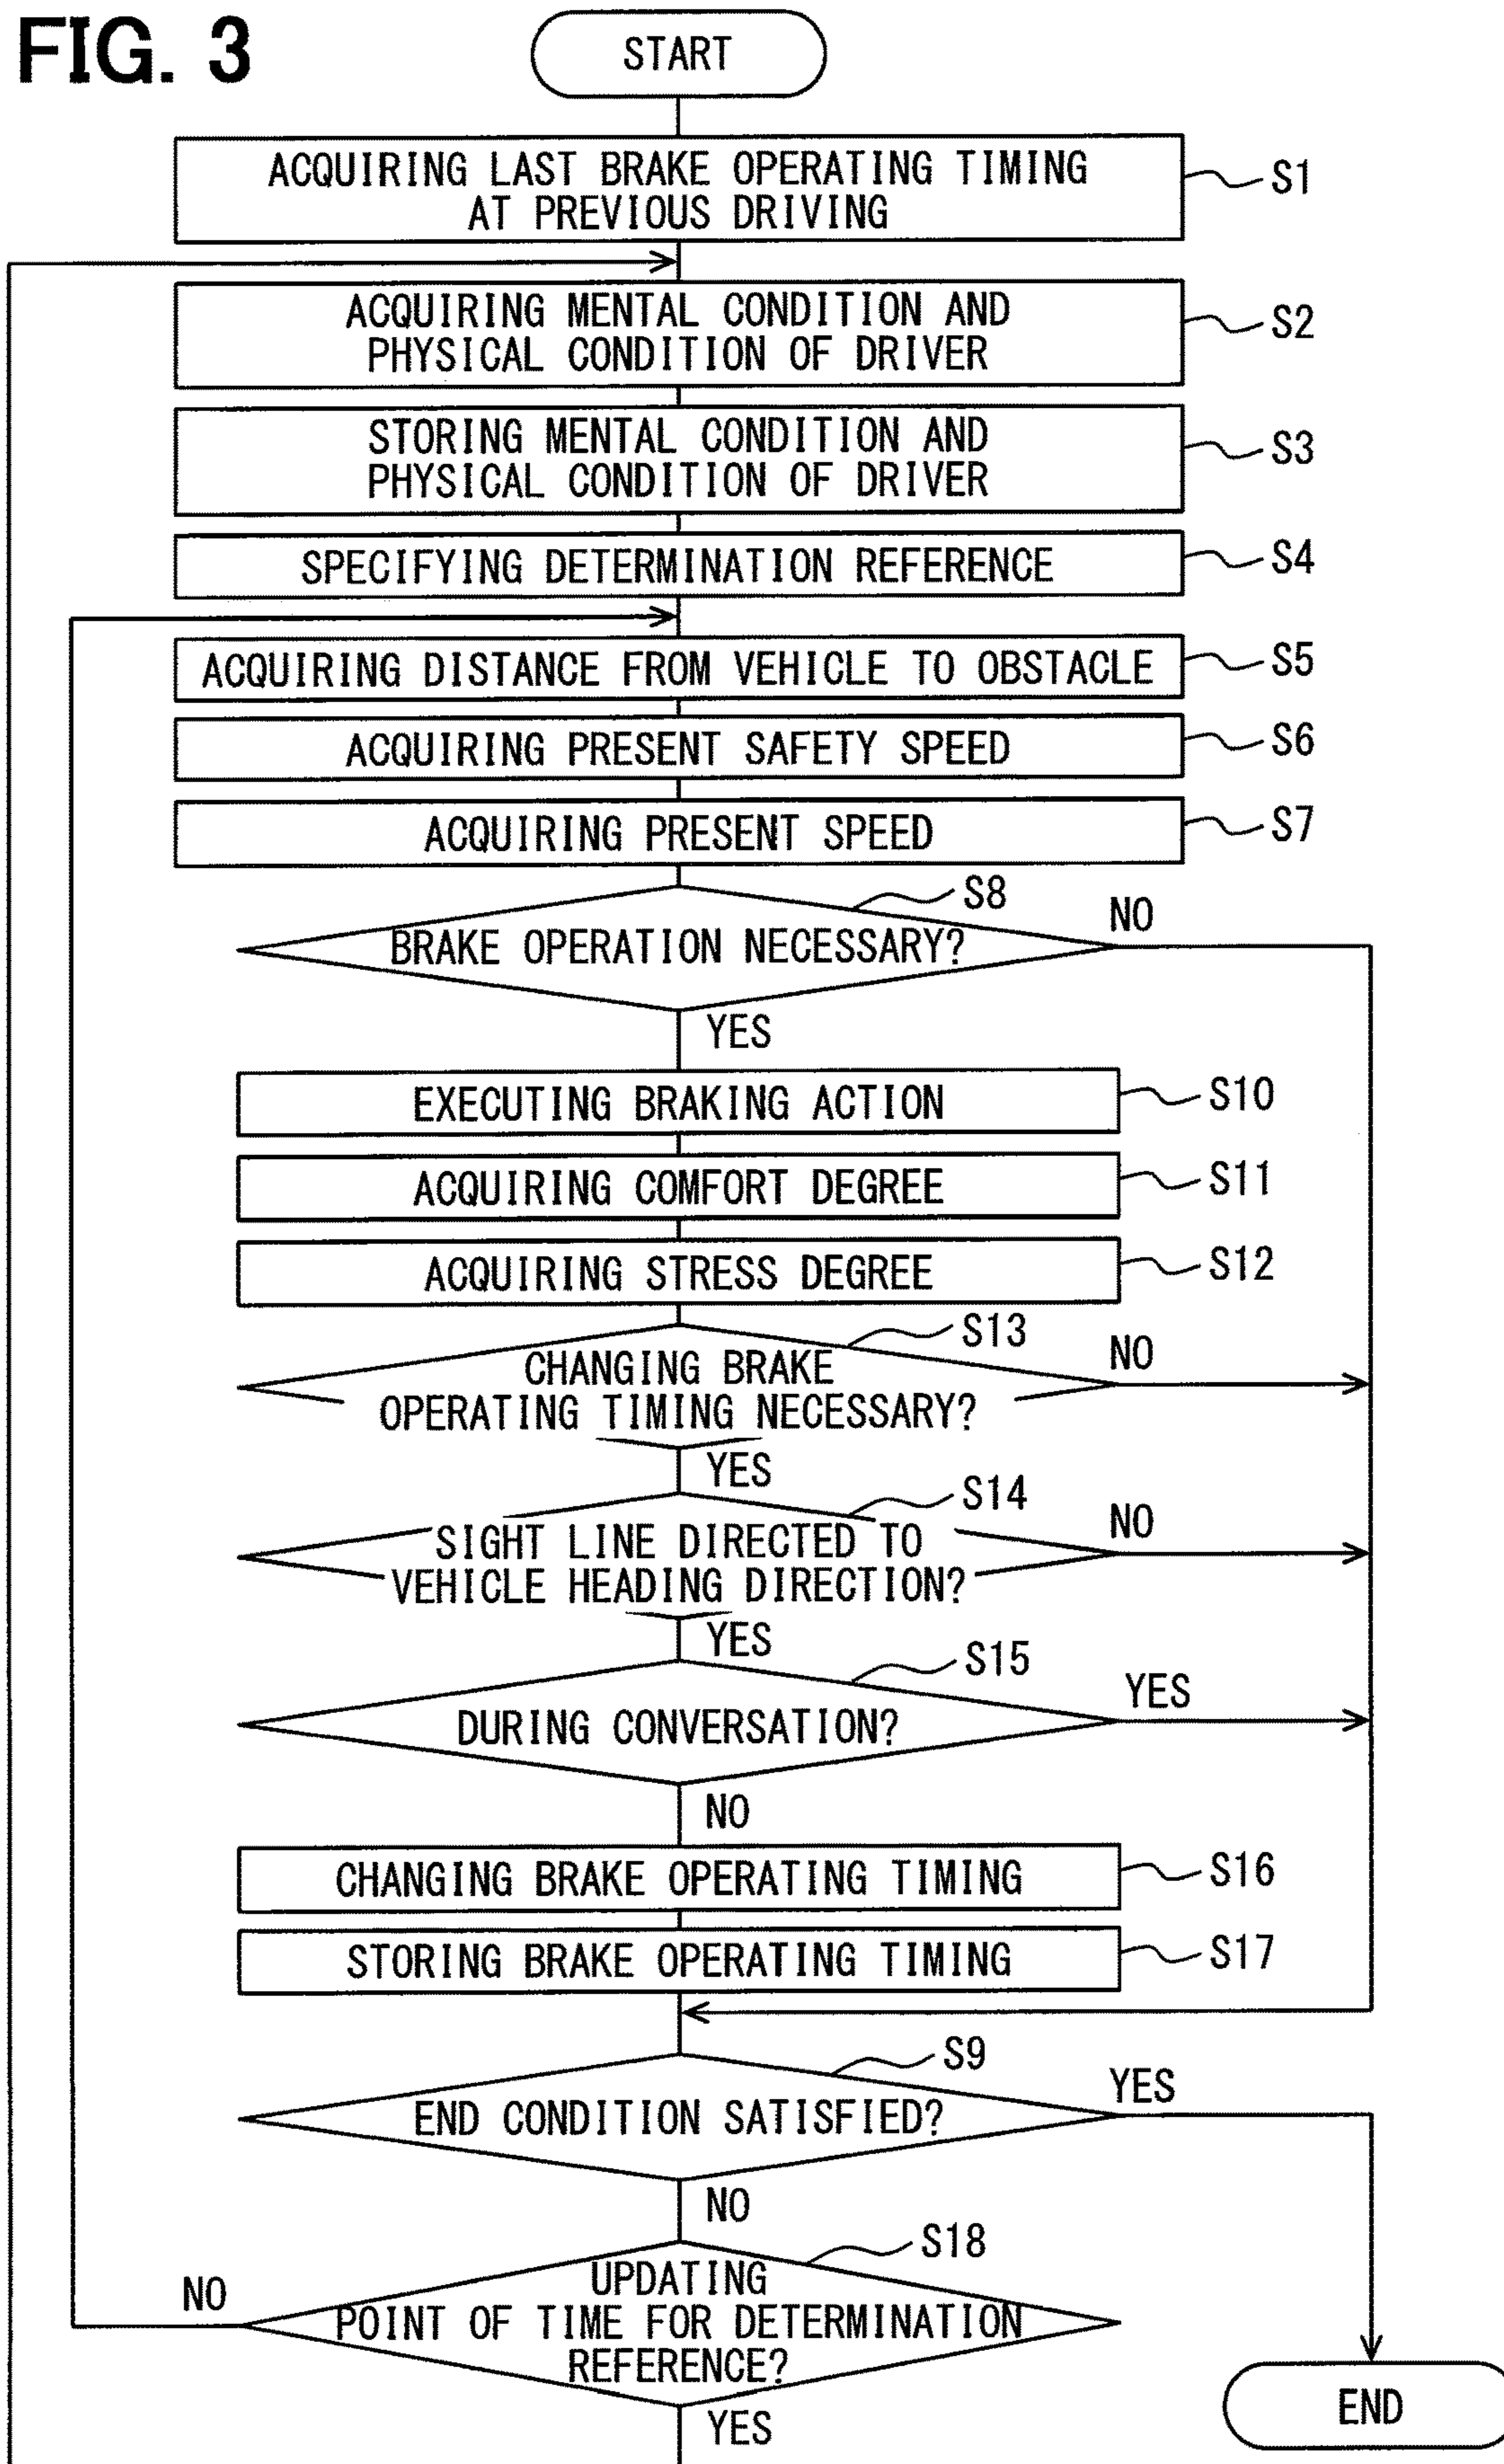 FIG. 3
START
ACQUIRING LAST BRAKE OPERATING TIMING
AT PREVIOUS DRIVING
S1
ACQUIRING MENTAL CONDITION AND
PHYSICAL CONDITION OF DRIVER
S2
STORING MENTAL CONDITION AND
PHYSICAL CONDITION OF DRIVER
S3
SPECIFYING DETERMINATION REFERENCE
S4
ACQUIRING DISTANCE FROM VEHICLE TO OBSTACLE
S5
ACQUIRING PRESENT SAFETY SPEED
S6
ACQUIRING PRESENT SPEED
S7
S8
NO
BRAKE OPERATION NECESSARY?
YES
EXECUTING BRAKING ACTION
S10
ACQUIRING COMFORT DEGREE
S11
ACQUIRING STRESS DEGREE
S12
S13
NO
CHANGING BRAKE
OPERATING TIMING NECESSARY?
YES
S14
NO
SIGHT LINE DIRECTED TO
VEHICLE HEADING DIRECTION?
YES
S15
YES
DURING CONVERSATION?
NO
CHANGING BRAKE OPERATING TIMING
S16
STORING BRAKE OPERATING TIMING
S17
S9
YES
END CONDITION SATISFIED?
NO
S18
NO
UPDATING
POINT OF TIME FOR DETERMINATION
REFERENCE?
YES
END